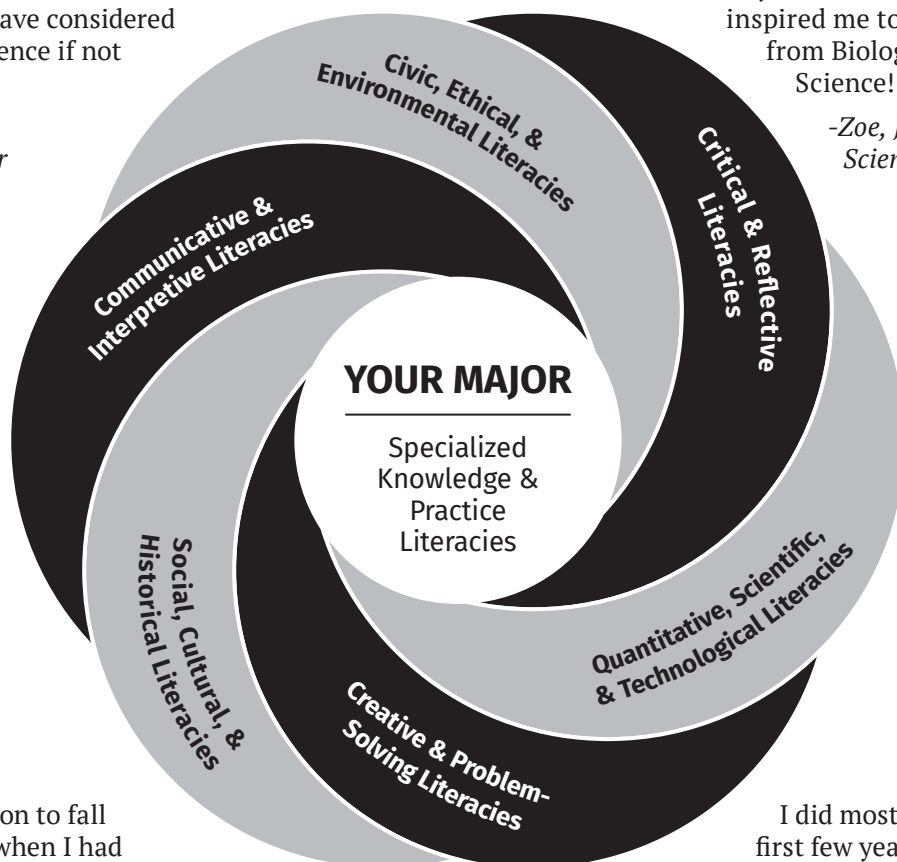 ave considered
ence if not
r
inspired me to
from Biolog
Science!
-Zoe, J
Scien
Civic, Ethical, &
Environmental Literacies
Critical & Reflective
Literacies
Communicative &
Interpretive Literacies
YOUR MAJOR
Specialized
Knowledge &
Practice
Literacies
Social, Cultural, &
Historical Literacies
Quantitative, Scientific,
& Technological Literacies
Creative & Problem-
Solving Literacies
on to fall
when I had
I did most
first few yea